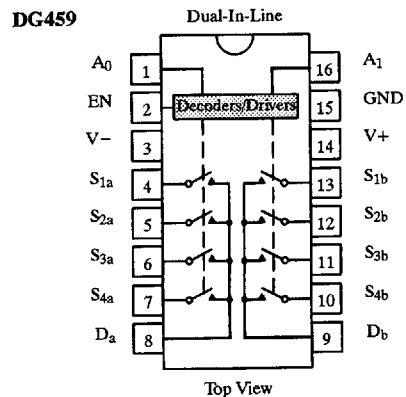 DG459
Dual-In-Line
A0 1 16 A1
EN 2 Decoders/Drivers 15 GND
V− 3 14 V+
S1a 4 13 S1b
S2a 5 12 S2b
S3a 6 11 S3b
S4a 7 10 S4b
Da 8 9 Db
Top View